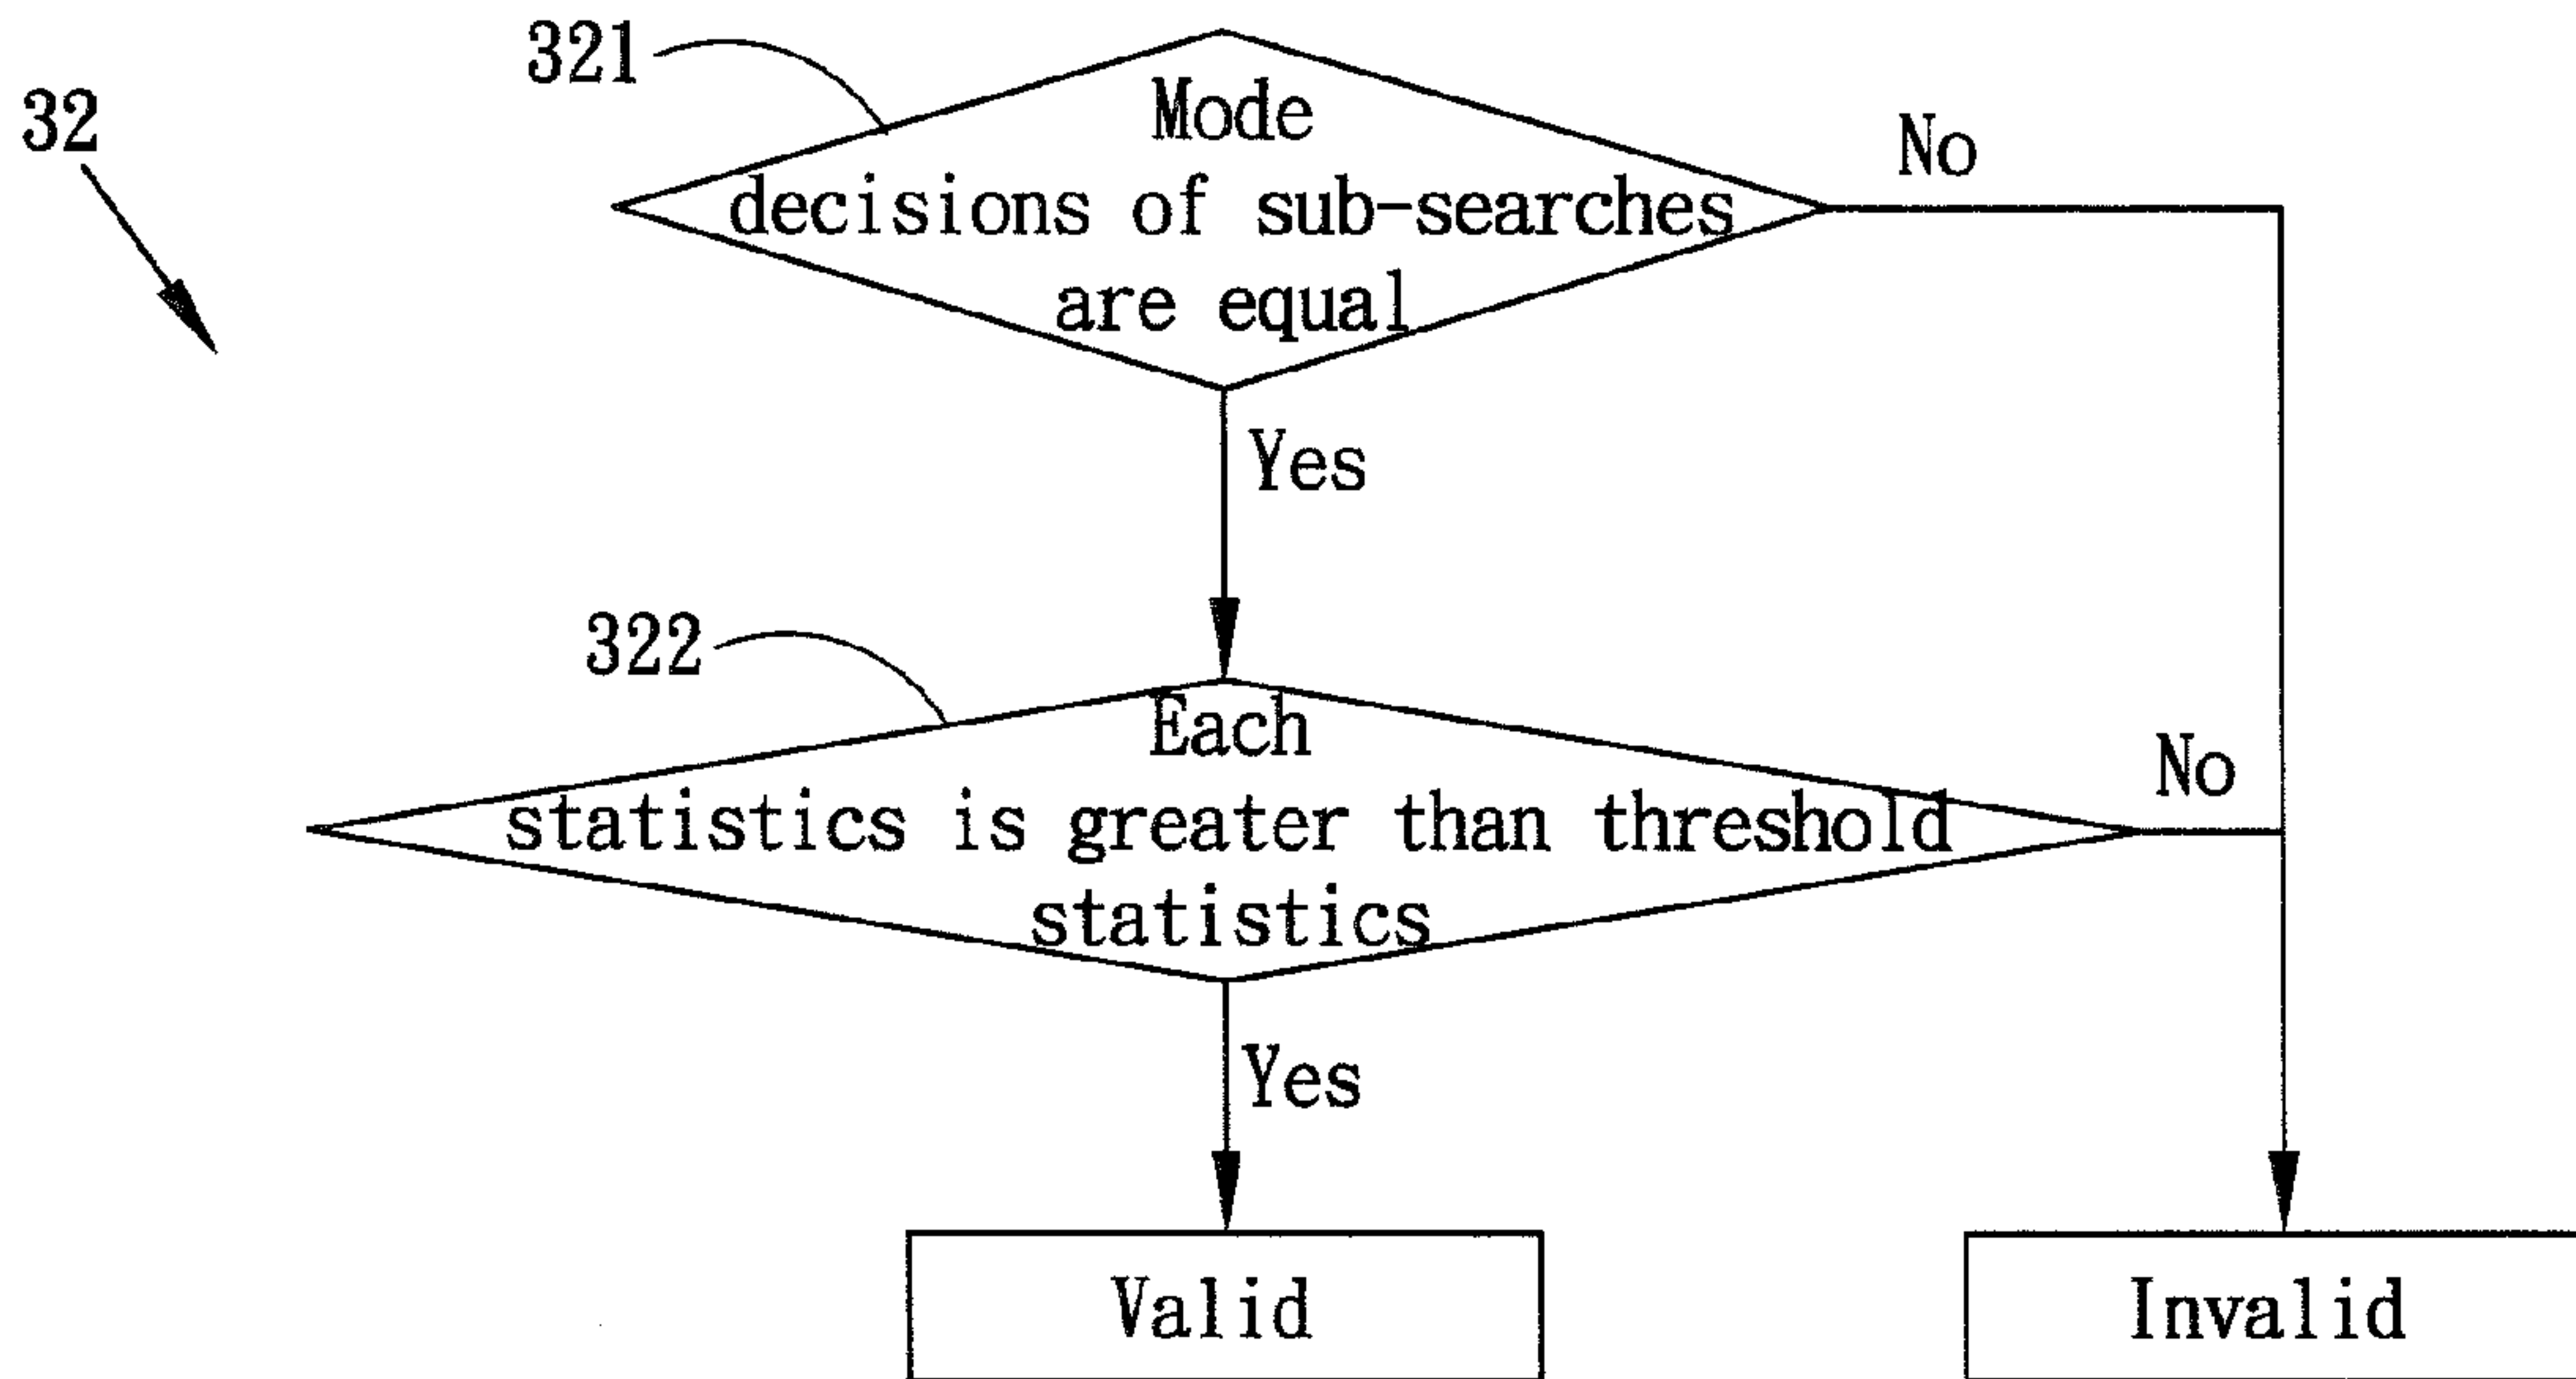 321
32
Mode
decisions of sub-searches
are equal
No
Yes
322
Each
statistics is greater than threshold
statistics
No
Yes
Valid
Invalid